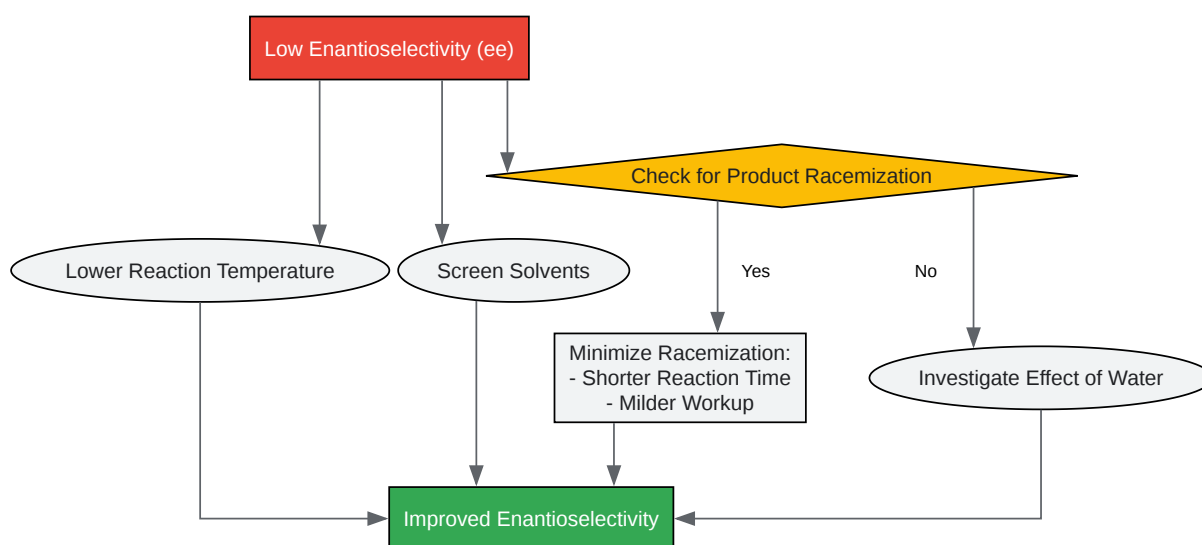 Low Enantioselectivity (ee)
Check for Product Racemization
Lower Reaction Temperature
Screen Solvents
Yes
No
Minimize Racemization:
- Shorter Reaction Time
- Milder Workup
Investigate Effect of Water
Improved Enantioselectivity